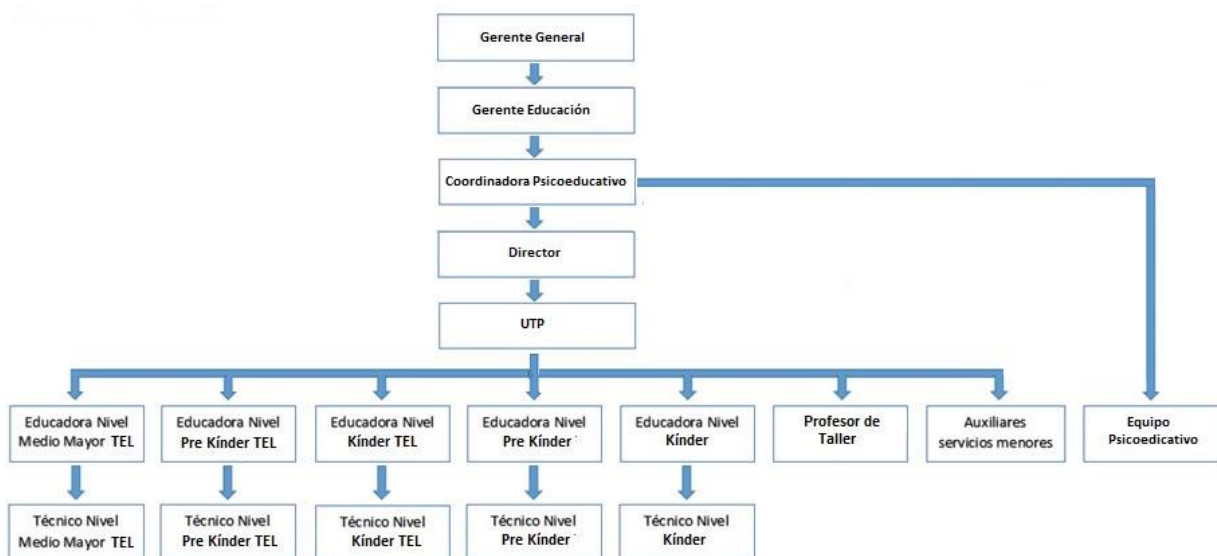 Gerente General
Gerente Educación
Coordinadora Psicoeducativo
Director
UTP
Educadora Nivel
Medio Mayor TEL
Educadora Nivel
Pre Kínder TEL
Educadora Nivel
Kínder TEL
Educadora Nivel
Pre Kínder
Educadora Nivel
Kínder
Profesor de
Taller
Auxiliares
servicios menores
Equipo
Psicoedicativo
Técnico Nivel
Medio Mayor TEL
Técnico Nivel
Pre Kínder TEL
Técnico Nivel
Kínder TEL
Técnico Nivel
Pre Kínder
Técnico Nivel
Kínder